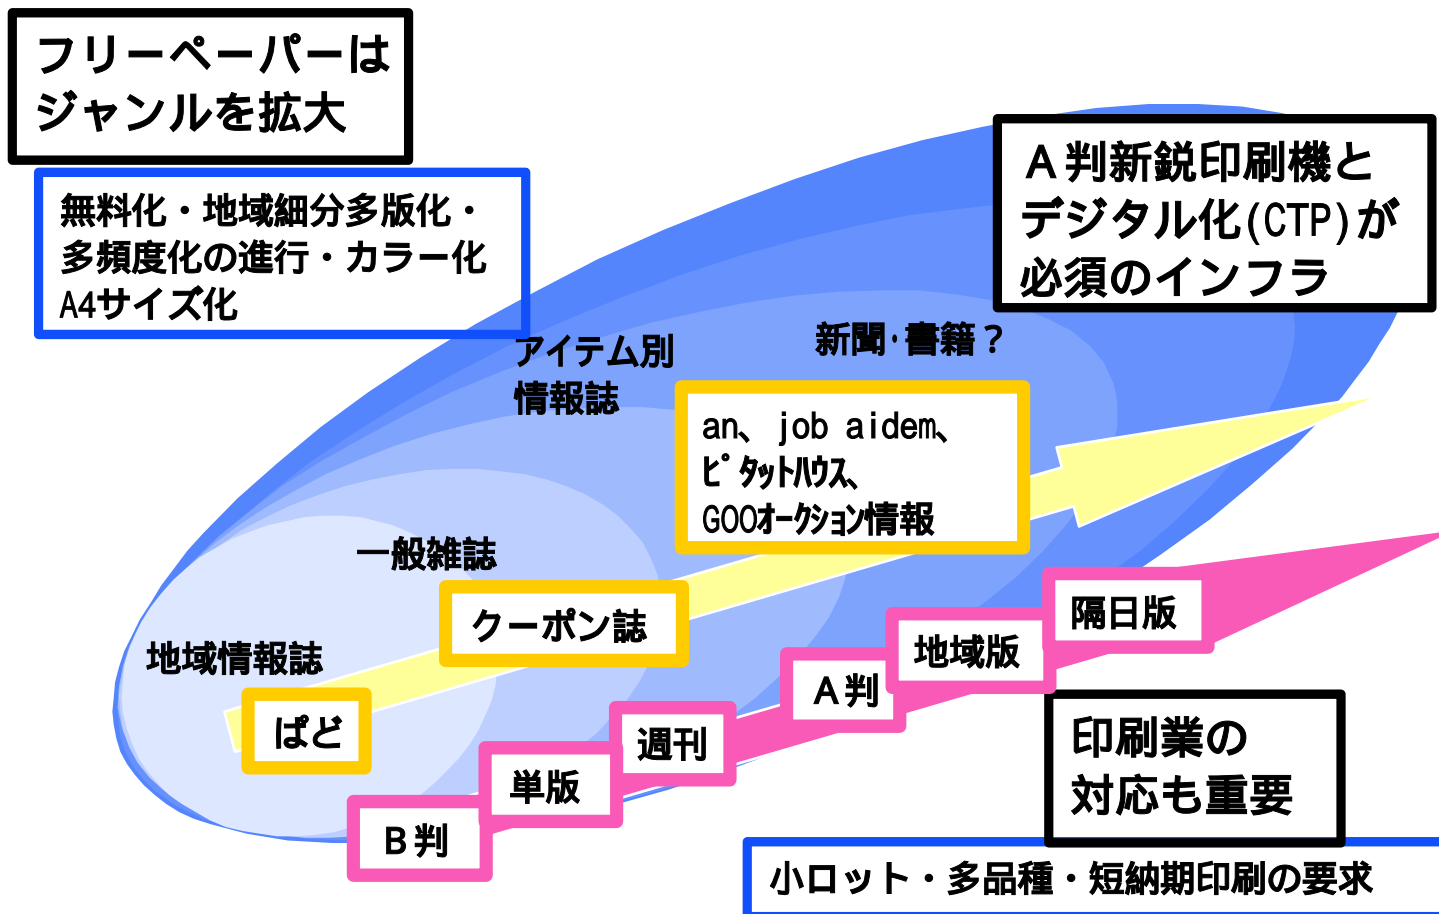 フリーペーパーは
ジャンルを拡大
無料化・地域細分多版化・
多頻度化の進行・カラー化
A4サイズ化
Ａ判新鋭印刷機と
デジタル化(CTP)が
必須のインフラ
アイテム別
情報誌
新聞・書籍？
an、job aidem、
ﾋﾟﾀｯﾄﾊｳｽ、
GOOｵｰｸｼｮﾝ情報
一般雑誌
クーポン誌
地域情報誌
ぱど
隔日版
地域版
Ａ判
週刊
単版
Ｂ判
印刷業の
対応も重要
小ロット・多品種・短納期印刷の要求